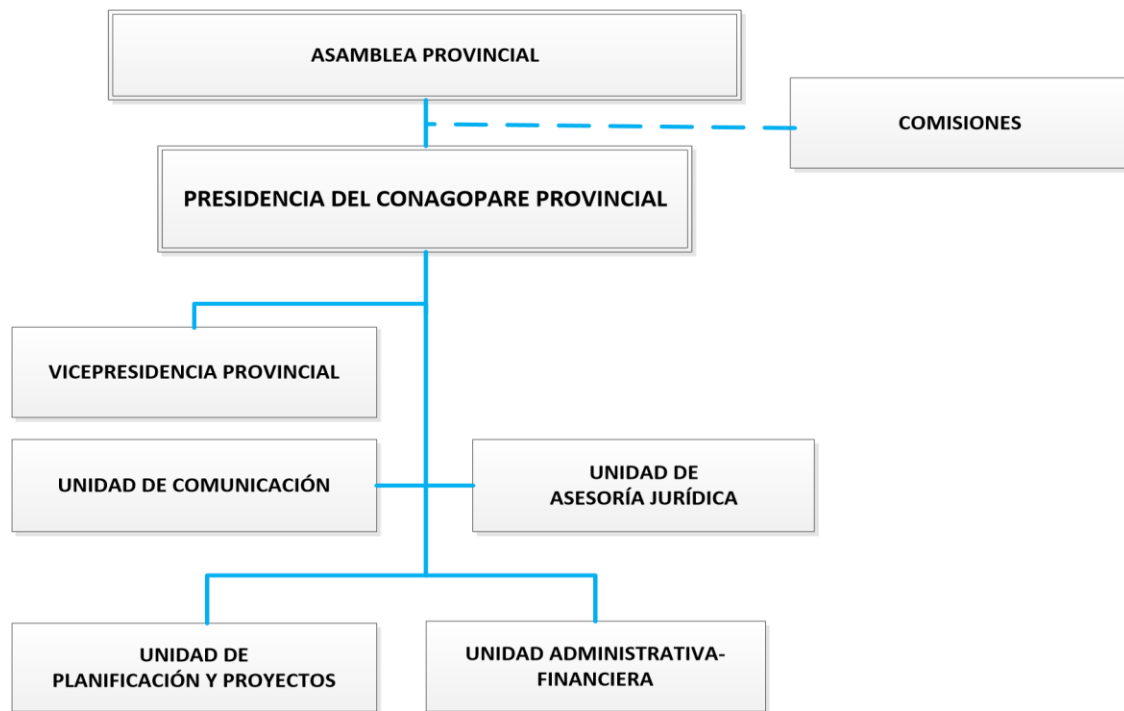 ASAMBLEA PROVINCIAL
COMISIONES
PRESIDENCIA DEL CONAGOPARE PROVINCIAL
VICEPRESIDENCIA PROVINCIAL
UNIDAD DE COMUNICACIÓN
UNIDAD DE
ASESORÍA JURÍDICA
UNIDAD DE
PLANIFICACIÓN Y PROYECTOS
UNIDAD ADMINISTRATIVA-
FINANCIERA